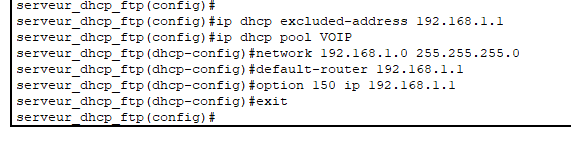 serveur_dhcp_ftp(config)#
serveur_dhcp_ftp(config)#ip dhcp excluded-address 192.168.1.1
serveur_dhcp_ftp(config)#ip dhcp pool VOIP
serveur_dhcp_ftp(dhcp-config)#network 192.168.1.0 255.255.255.0
serveur_dhcp_ftp(dhcp-config)#default-router 192.168.1.1
serveur_dhcp_ftp(dhcp-config)#option 150 ip 192.168.1.1
serveur_dhcp_ftp(dhcp-config)#exit
serveur_dhcp_ftp(config)#